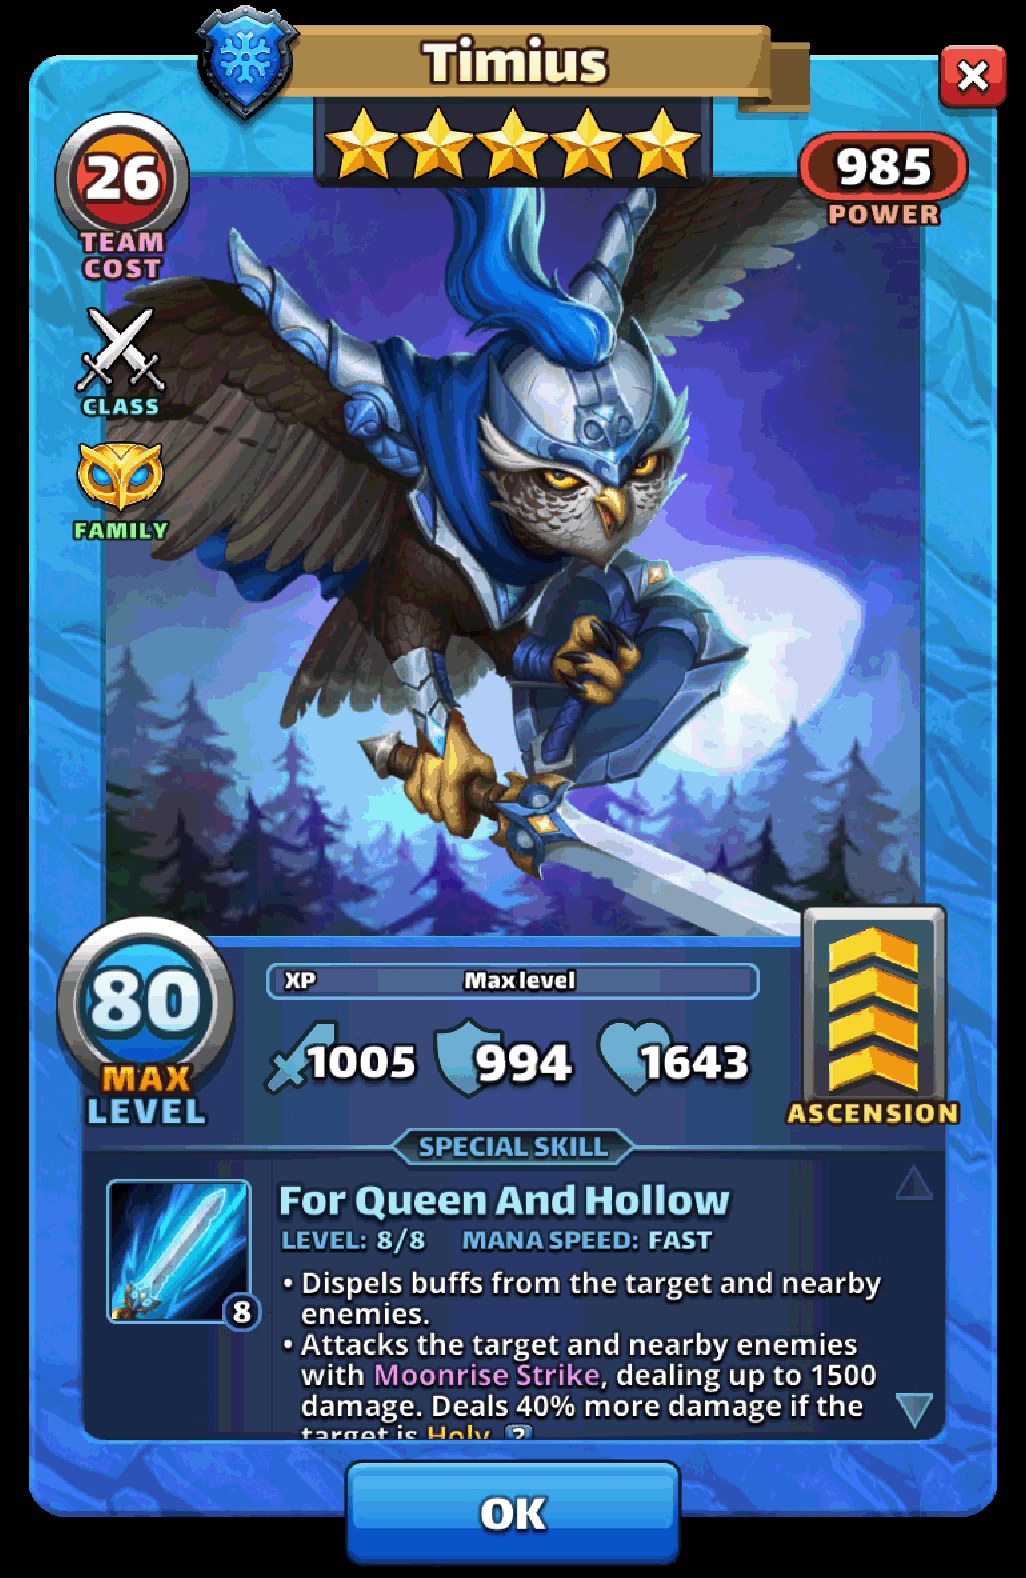 Timius
26
TEAM
COST
985
POWER
CLASS
FAMILY
80
MAX
LEVEL
XP Max level
1005 994 1643
ASCENSION
SPECIAL SKILL
For Queen And Hollow
LEVEL: 8/8 MANA SPEED: FAST
8
• Dispels buffs from the target and nearby
enemies.
• Attacks the target and nearby enemies
with Moonrise Strike, dealing up to 1500
damage. Deals 40% more damage if the
target is Holy. ?
OK